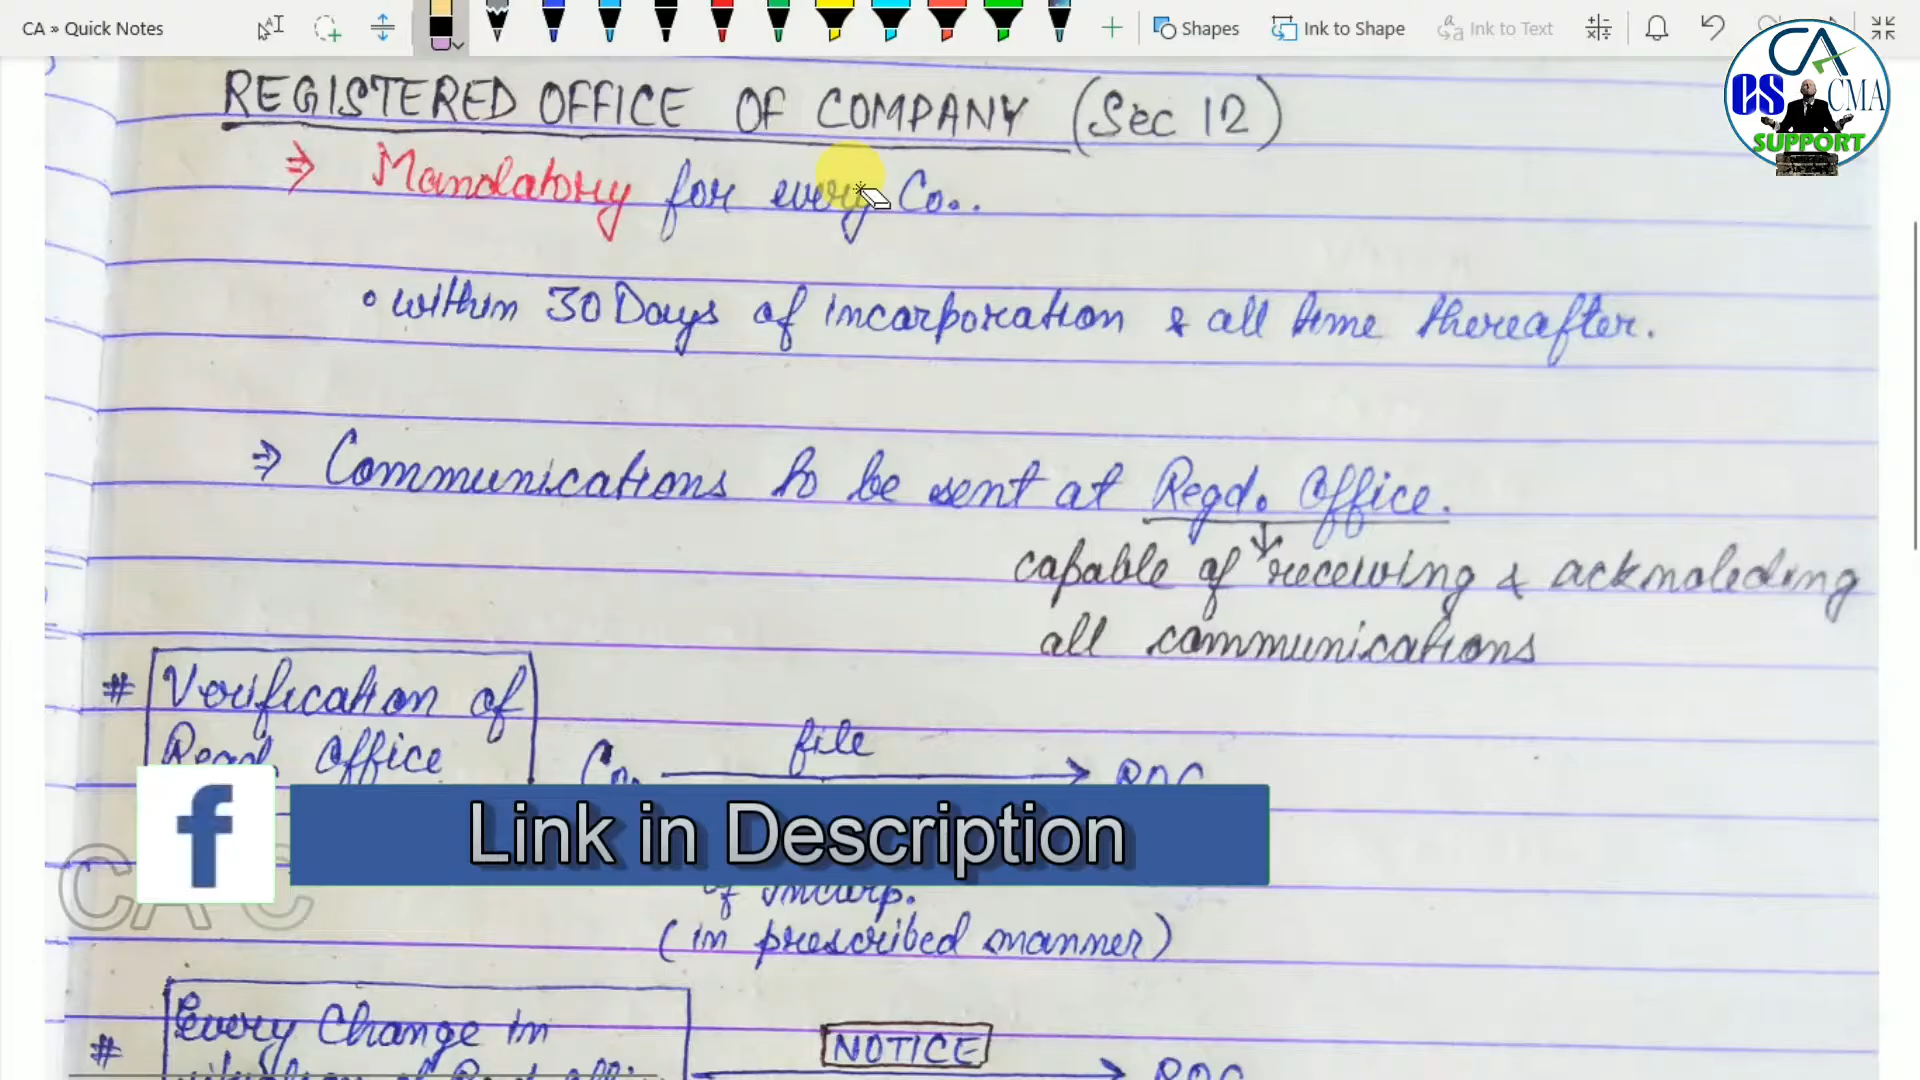 CA » Quick Notes
Shapes
Ink to Shape
Ink to Text
CA
CS
CMA
SUPPORT
REGISTERED OFFICE OF COMPANY (Sec 12)
⇒ Mandatory for every Co..
• within 30 Days of incorporation & all time thereafter.
⇒ Communications to be sent at Regd. Office.
capable of receiving & acknoleding
all communications
# Verification of
Regd. Office
Co. file ROC
f Link in Description
of incorp.
(in prescribed manner)
# Every Change in
NOTICE
ROC